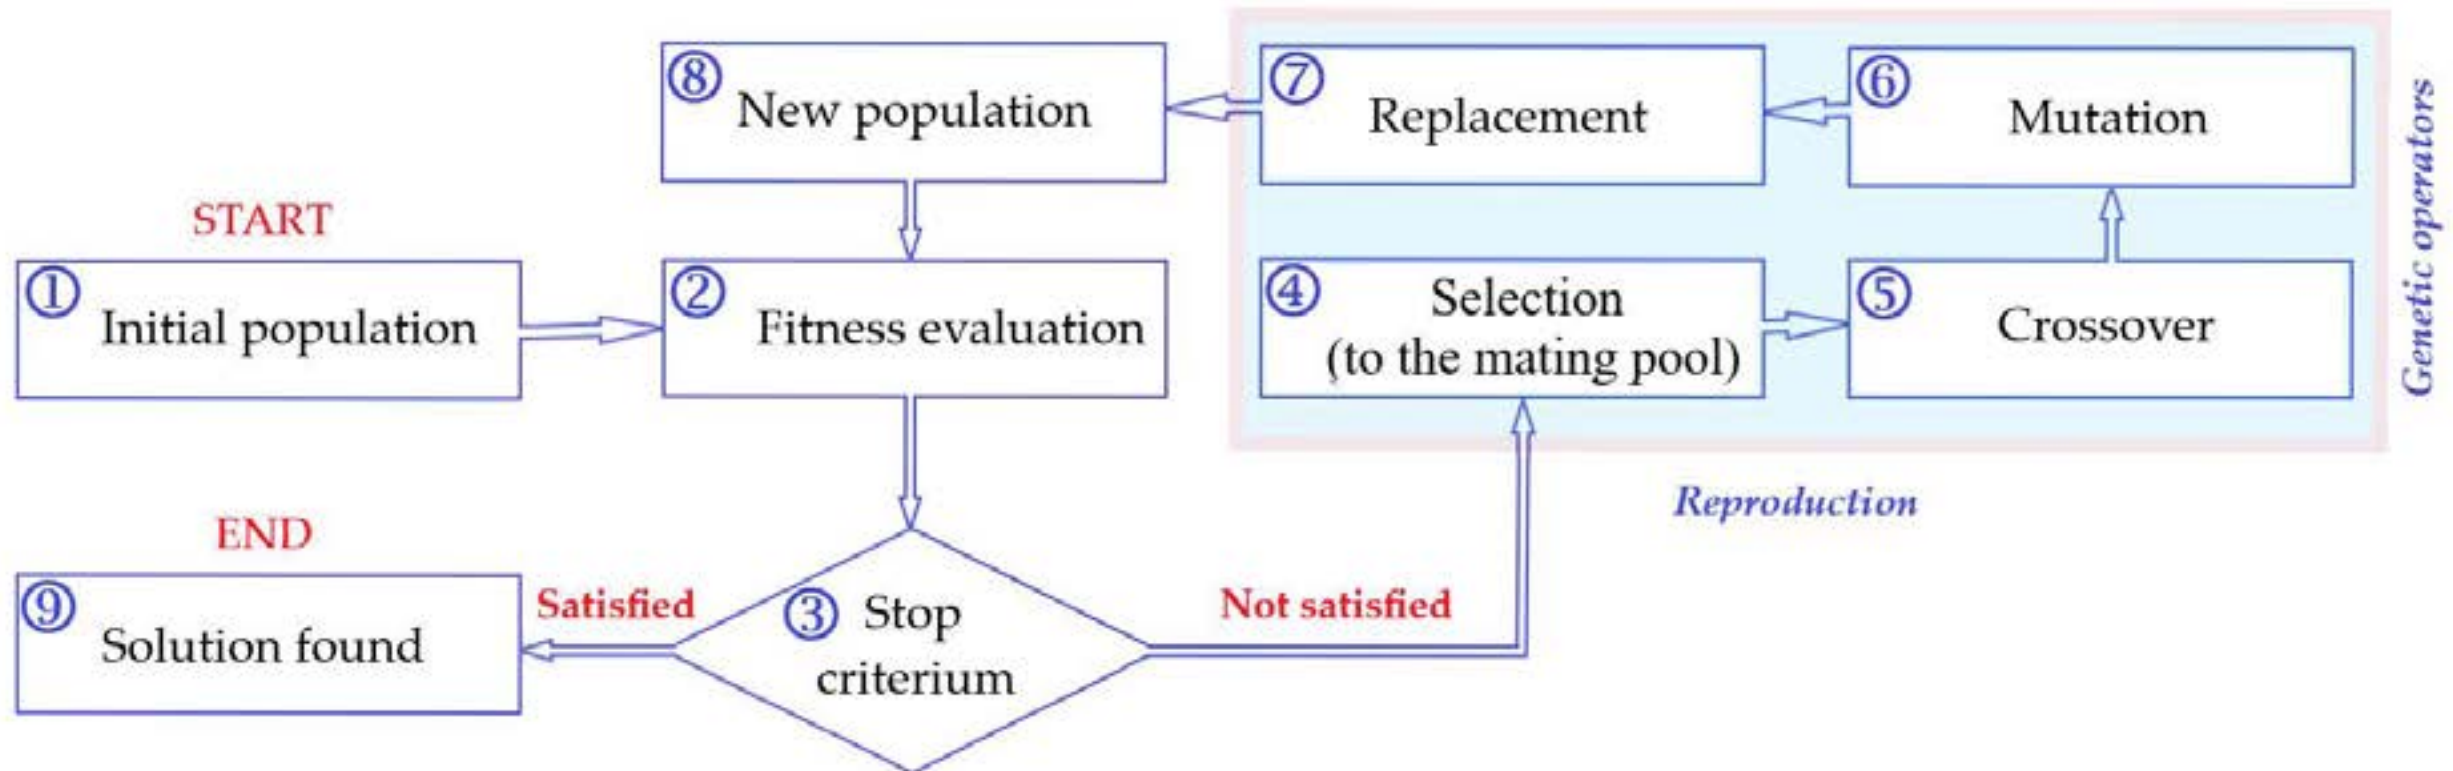 ⑧ New population
⑦ Replacement
⑥ Mutation
Genetic operators
START
① Initial population
② Fitness evaluation
④ Selection
(to the mating pool)
⑤ Crossover
Reproduction
END
⑨ Solution found
Satisfied
③ Stop
criterium
Not satisfied